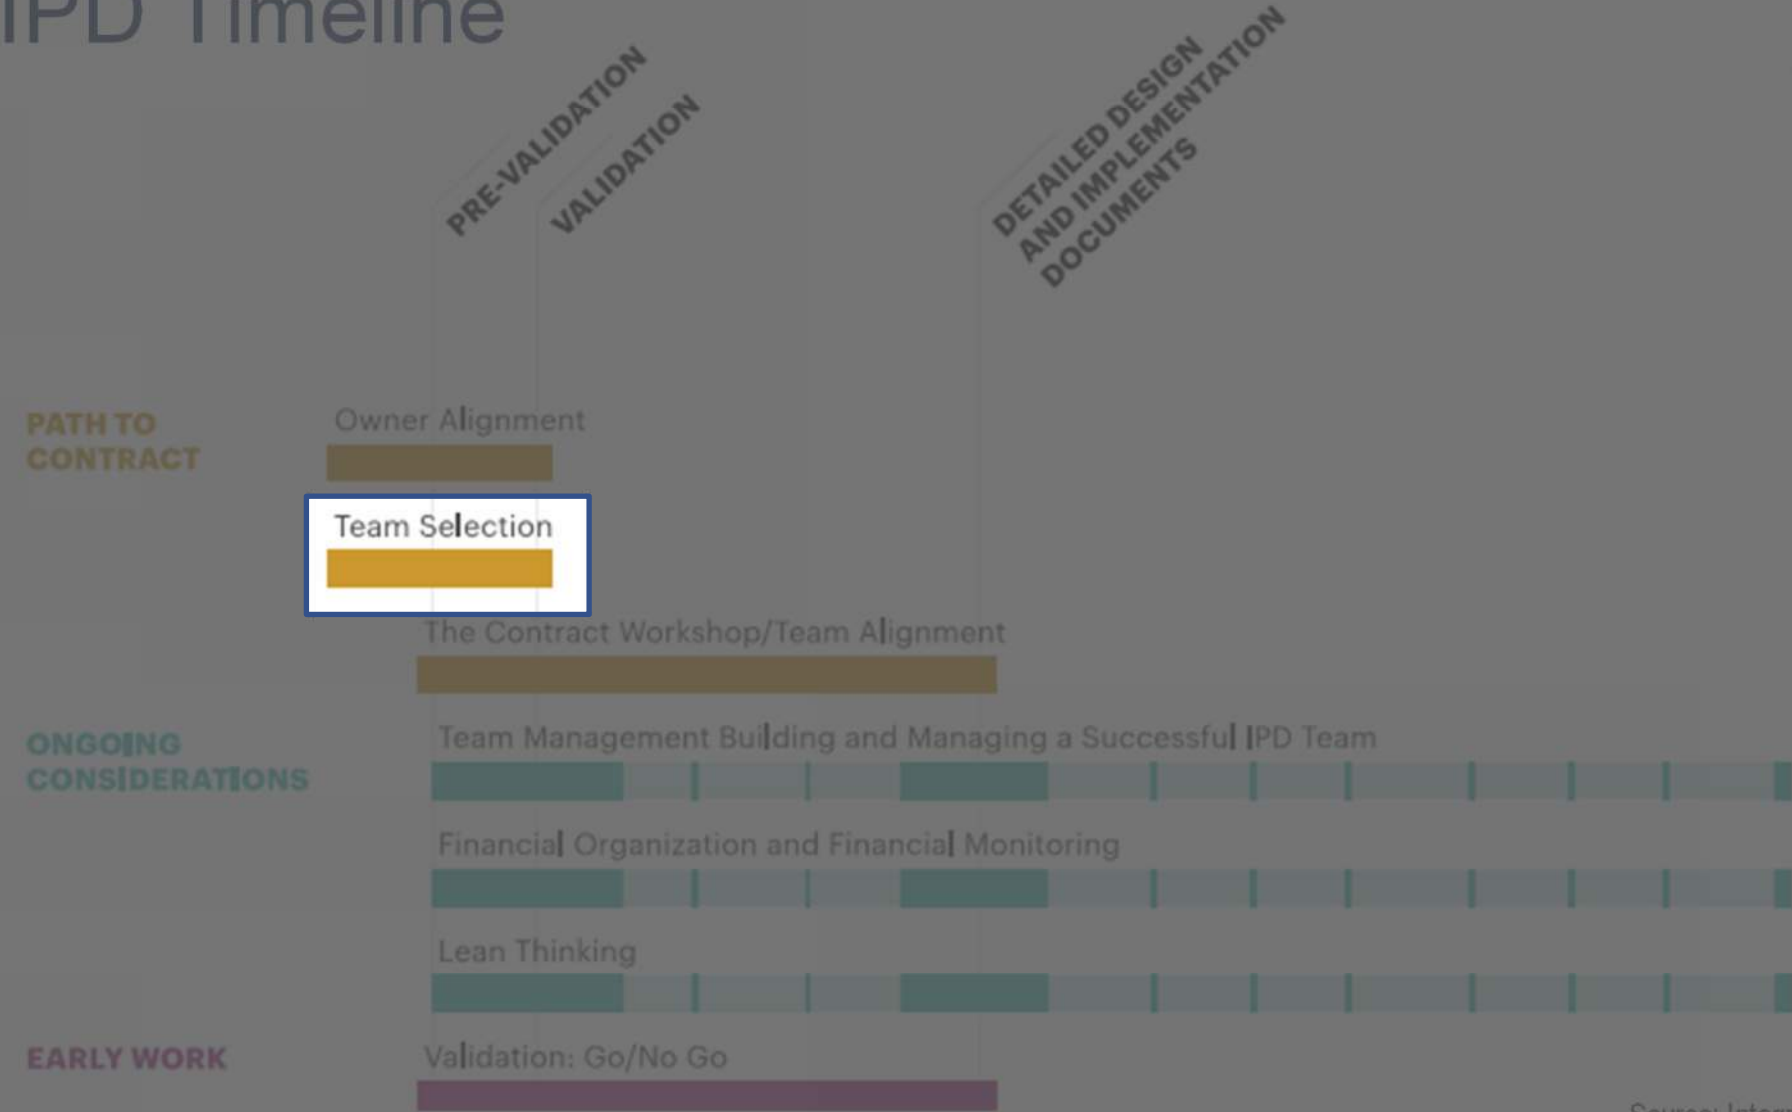 IPD Timeline
PRE-VALIDATION
VALIDATION
DETAILED DESIGN
AND IMPLEMENTATION
DOCUMENTS
PATH TO
CONTRACT
Owner Alignment
Team Selection
The Contract Workshop/Team Alignment
ONGOING
CONSIDERATIONS
Team Management Building and Managing a Successful IPD Team
Financial Organization and Financial Monitoring
Lean Thinking
EARLY WORK
Validation: Go/No Go